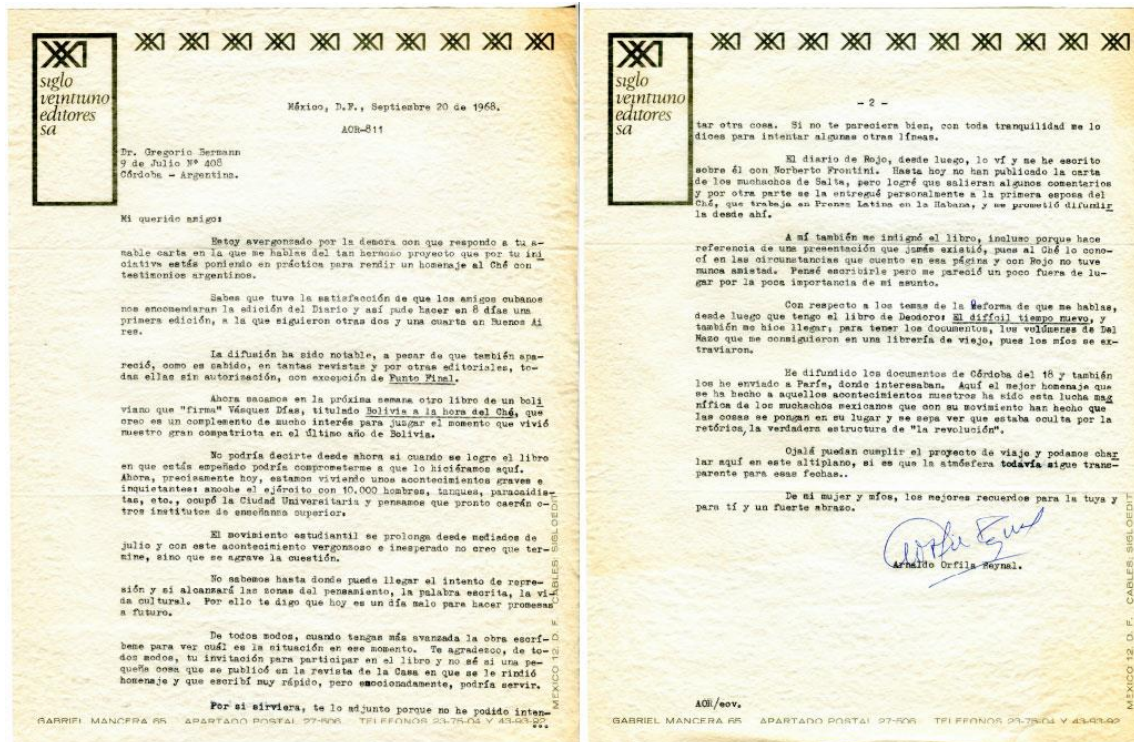 XXI
siglo
veintiuno
editores
sa
México, D.F., Septiembre 20 de 1968.
AOR-811
Dr. Gregorio Bermann
9 de Julio Nº 408
Córdoba - Argentina.
Mi querido amigo:
Estoy avergonzado por la demora con que respondo a tu a-
mable carta en la que me hablas del tan hermoso proyecto que por tu ini
ciativa estás poniendo en práctica para rendir un homenaje al Ché con
testimonios argentinos.
Sabes que tuve la satisfacción de que los amigos cubanos
nos encomendaran la edición del Diario y así pude hacer en 8 días una
primera edición, a la que siguieron otras dos y una cuarta en Buenos Ai
res.
La difusión ha sido notable, a pesar de que también apa-
reció, como es sabido, en tantas revistas y por otras editoriales, to-
das ellas sin autorización, con excepción de Punto Final.
Ahora sacamos en la próxima semana otro libro de un boli
viano que "firma" Vásquez Días, titulado Bolivia a la hora del Ché, que
creo es un complemento de mucho interés para juzgar el momento que vivió
nuestro gran compatriota en el último año de Bolivia.
No podría decirte desde ahora si cuando se logre el libro
en que estás empeñado podría comprometerme a que lo hiciéramos aquí.
Ahora, precisamente hoy, estamos viviendo unos acontecimientos graves e
inquietantes: anoche el ejército con 10.000 hombres, tanques, paracaidis-
tas, etc., ocupó la Ciudad Universitaria y pensamos que pronto caerán o-
tros institutos de enseñanza superior.
El movimiento estudiantil se prolonga desde mediados de
julio y con este acontecimiento vergonzoso e inesperado no creo que ter-
mine, sino que se agrave la cuestión.
No sabemos hasta donde puede llegar el intento de repre-
sión y si alcanzará las zonas del pensamiento, la palabra escrita, la vi-
da cultural. Por ello te digo que hoy es un día malo para hacer promesas
a futuro.
De todos modos, cuando tengas más avanzada la obra escrí-
beme para ver cuál es la situación en ese momento. Te agradezco, de to-
dos modos, tu invitación para participar en el libro y no sé si una pe-
queña cosa que se publicó en la revista de la Casa en que se le rindió
homenaje y que escribí muy rápido, pero emocionadamente, podría servir.
Por si sirviera, te lo adjunto porque no he podido inten-
...
GABRIEL MANCERA 65 APARTADO POSTAL 27-506 TELEFONOS 23-75-04 Y 43-93-92
MEXICO 12, D. F. CABLES: SIGLOEDIT
XXI
siglo
veintiuno
editores
sa
- 2 -
tar otra cosa. Si no te pareciera bien, con toda tranquilidad me lo
dices para intentar algunas otras líneas.
El diario de Rojo, desde luego, lo ví y me he escrito
sobre él con Norberto Frontini. Hasta hoy no han publicado la carta
de los muchachos de Salta, pero logré que salieran algunos comentarios
y por otra parte se la entregué personalmente a la primera esposa del
Ché, que trabaja en Prensa Latina en la Habana, y me prometió difundir
la desde ahí.
A mí también me indignó el libro, incluso porque hace
referencia de una presentación que jamás existió, pues al Ché lo cono-
cí en las circunstancias que cuento en esa página y con Rojo no tuve
nunca amistad. Pensé escribirle pero me pareció un poco fuera de lu-
gar por la poca importancia de mi asunto.
Con respecto a los temas de la Reforma de que me hablas,
desde luego que tengo el libro de Deodoro: El difícil tiempo nuevo, y
también me hice llegar, para tener los documentos, los volúmenes de Del
Mazo que me consiguieron en una librería de viejo, pues los míos se ex-
traviaron.
He difundido los documentos de Córdoba del 18 y también
los he enviado a París, donde interesaban. Aquí el mejor homenaje que
se ha hecho a aquellos acontecimientos nuestros ha sido esta lucha mag
nífica de los muchachos mexicanos que con su movimiento han hecho que
las cosas se pongan en su lugar y se sepa ver que estaba oculta por la
retórica, la verdadera estructura de "la revolución".
Ojalá puedan cumplir el proyecto de viaje y podamos char
lar aquí en este altiplano, si es que la atmósfera todavía sigue trans-
parente para esas fechas..
De mi mujer y míos, los mejores recuerdos para la tuya y
para tí y un fuerte abrazo.
Arnaldo Orfila Reynal.
AOR/eov.
GABRIEL MANCERA 65 APARTADO POSTAL 27-506 TELEFONOS 23-75-04 Y 43-93-92
MEXICO 12, D. F. CABLES: SIGLOEDIT